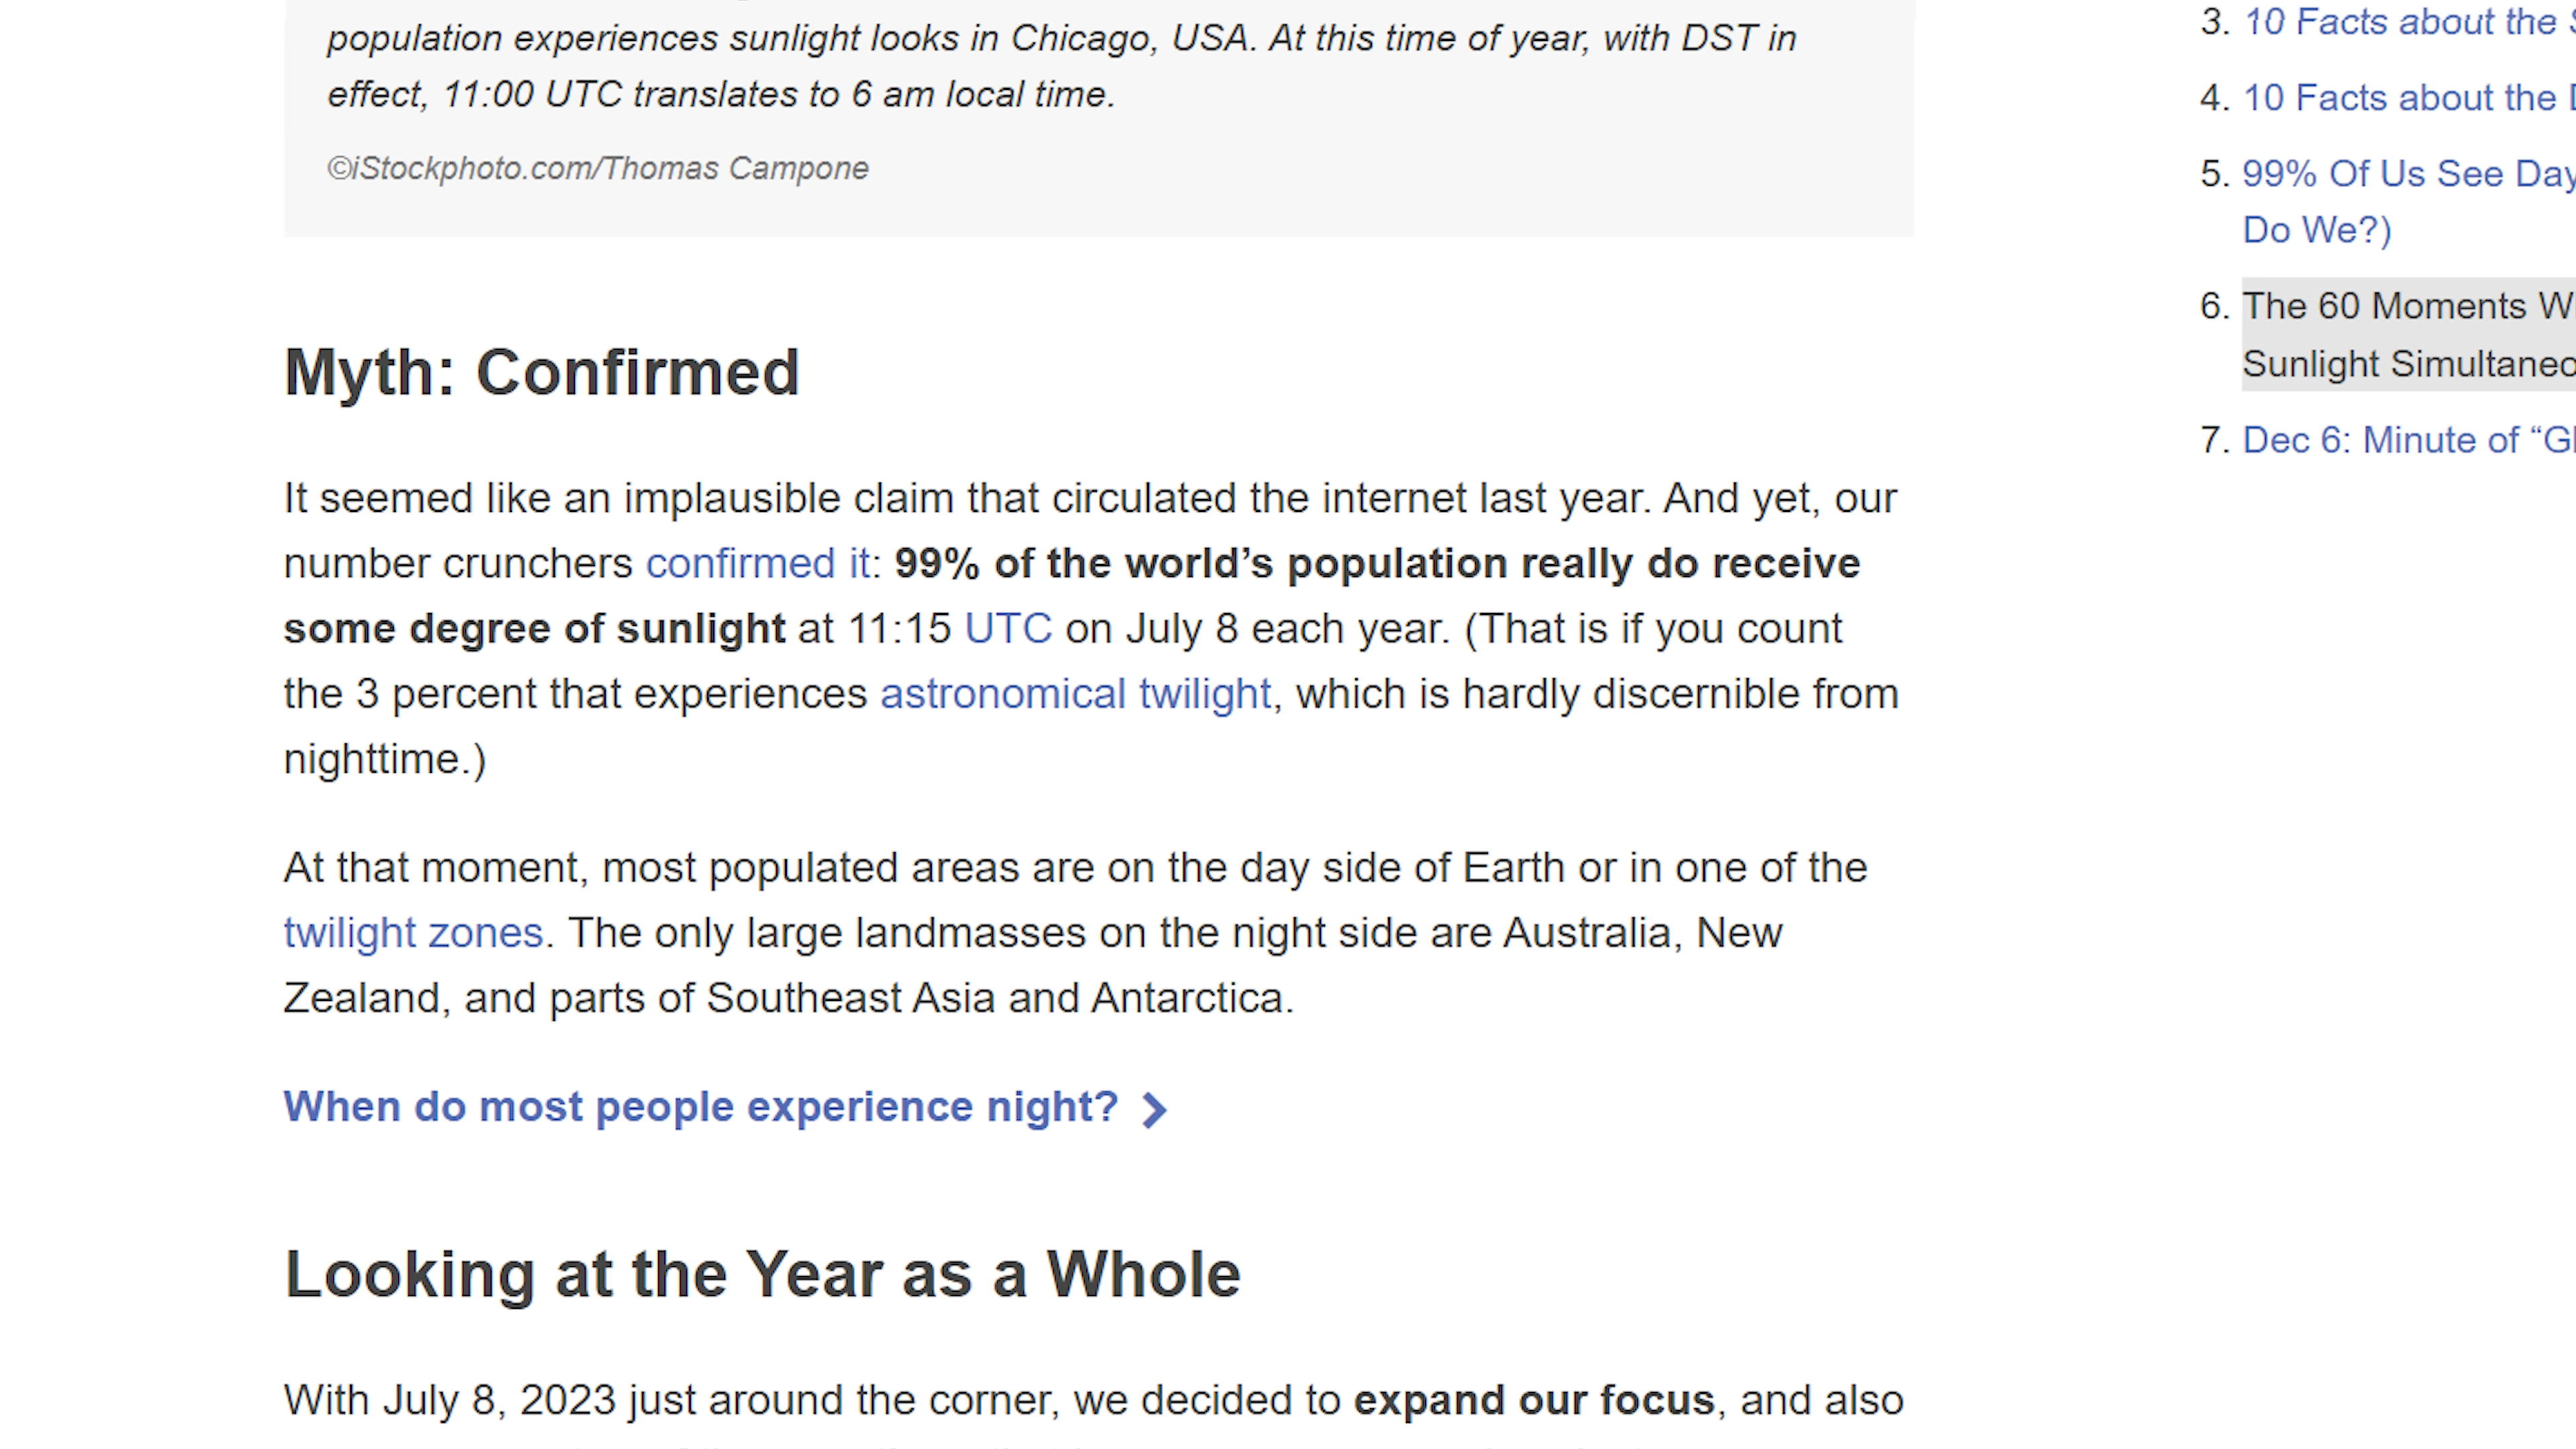 population experiences sunlight looks in Chicago, USA. At this time of year, with DST in
effect, 11:00 UTC translates to 6 am local time.
©iStockphoto.com/Thomas Campone
Myth: Confirmed
It seemed like an implausible claim that circulated the internet last year. And yet, our
number crunchers confirmed it: 99% of the world’s population really do receive
some degree of sunlight at 11:15 UTC on July 8 each year. (That is if you count
the 3 percent that experiences astronomical twilight, which is hardly discernible from
nighttime.)
At that moment, most populated areas are on the day side of Earth or in one of the
twilight zones. The only large landmasses on the night side are Australia, New
Zealand, and parts of Southeast Asia and Antarctica.
When do most people experience night?
Looking at the Year as a Whole
With July 8, 2023 just around the corner, we decided to expand our focus, and also
3. 10 Facts about the
4. 10 Facts about the
5. 99% Of Us See Day
Do We?)
6. The 60 Moments
Sunlight
7. Dec 6: Minute of